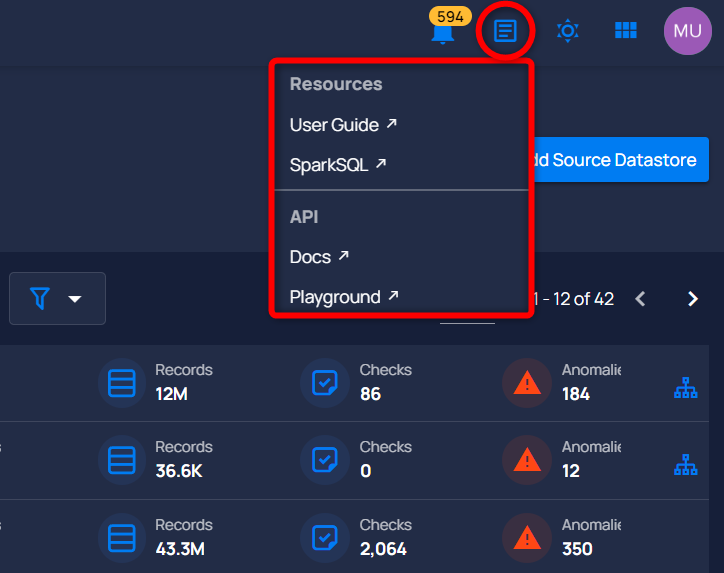 594
MU
Resources
User Guide
SparkSQL
dd Source Datastore
API
Docs
Playground
1 - 12 of 42
Records
12M
Checks
86
Anomalie
184
Records
36.6K
Checks
0
Anomalie
12
Records
43.3M
Checks
2,064
Anomalie
350